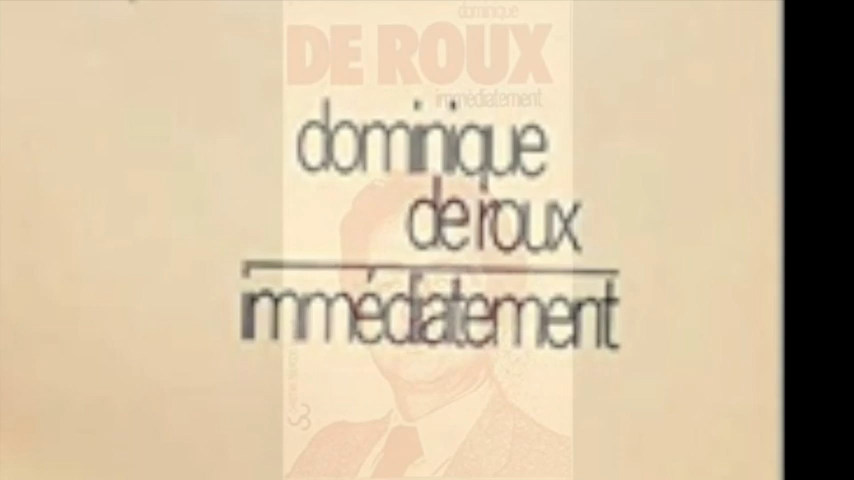 dominique
DE ROUX
immédiatement
dominique
de roux
immédiatement